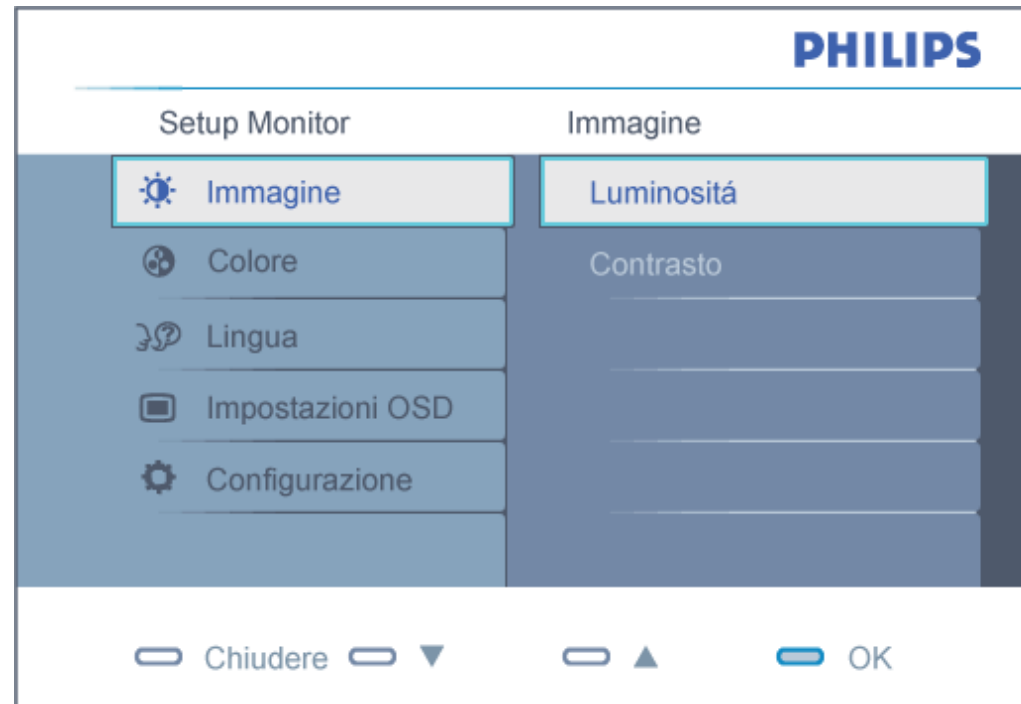 PHILIPS
Setup Monitor Immagine
Immagine Luminositá
Colore Contrasto
Lingua
Impostazioni OSD
Configurazione
Chiudere ▼ ▲ OK